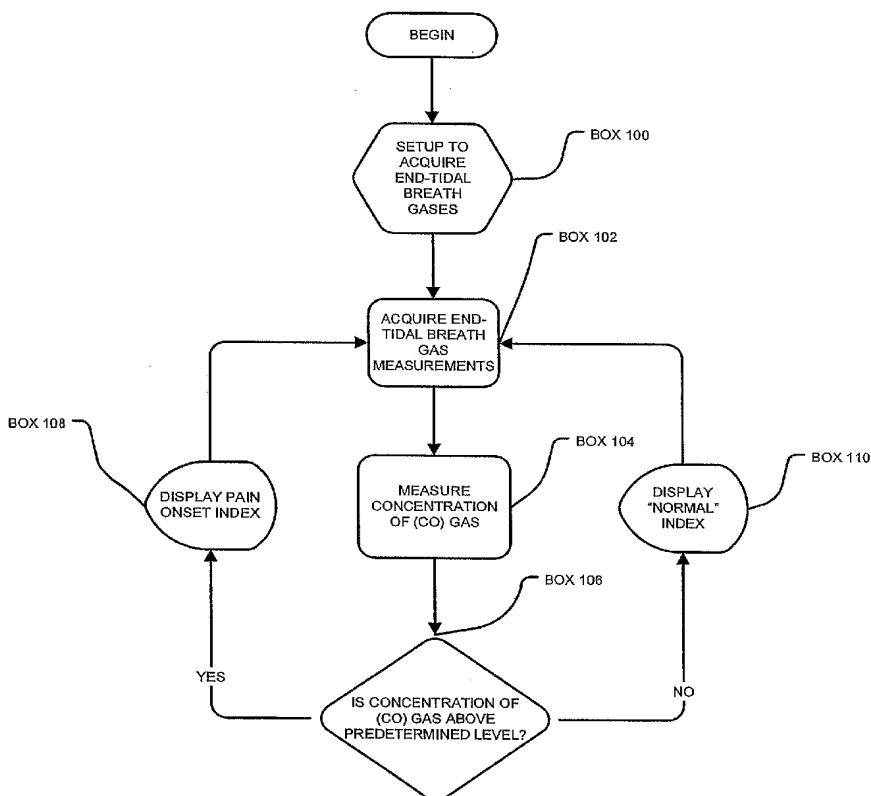 BEGIN
SETUP TO
ACQUIRE
END-TIDAL
BREATH
GASES
BOX 100
BOX 102
ACQUIRE END-
TIDAL BREATH
GAS
MEASUREMENTS
BOX 108
BOX 104
BOX 110
DISPLAY PAIN
ONSET INDEX
MEASURE
CONCENTRATION
OF (CO) GAS
DISPLAY
"NORMAL"
INDEX
BOX 106
YES
NO
IS CONCENTRATION OF
(CO) GAS ABOVE
PREDETERMINED LEVEL?